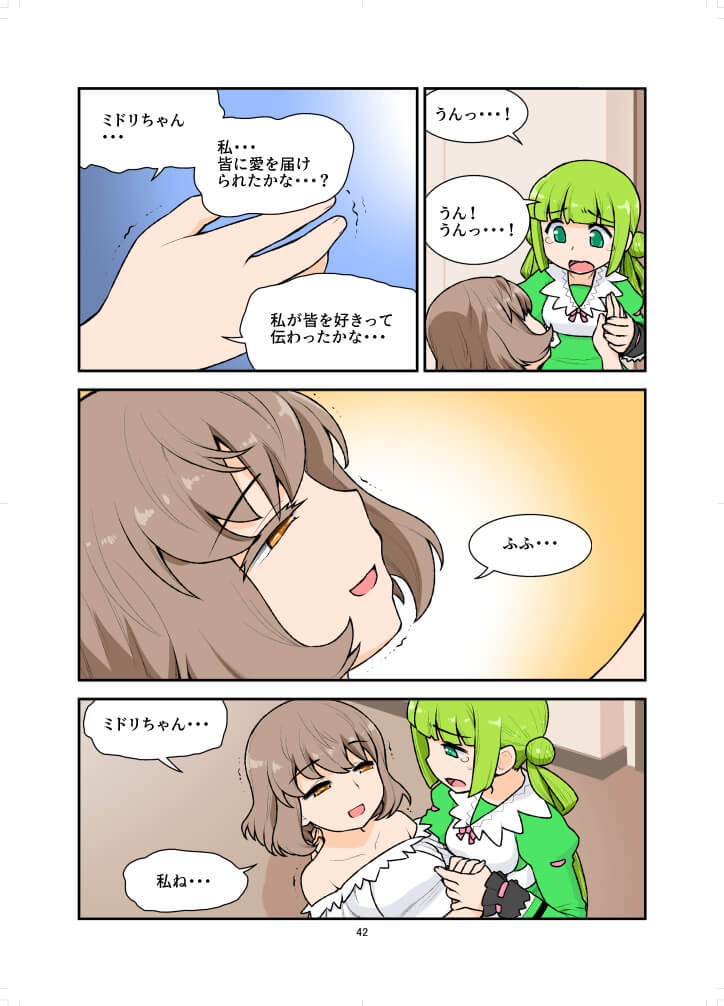 ミドリちゃん
・・・
私・・・
皆に愛を届け
られたかな・・・？
私が皆を好きって
伝わったかな・・・
うんっ・・・！
うん！
うんっ・・・！
ふふ・・・
ミドリちゃん・・・
私ね・・・
42